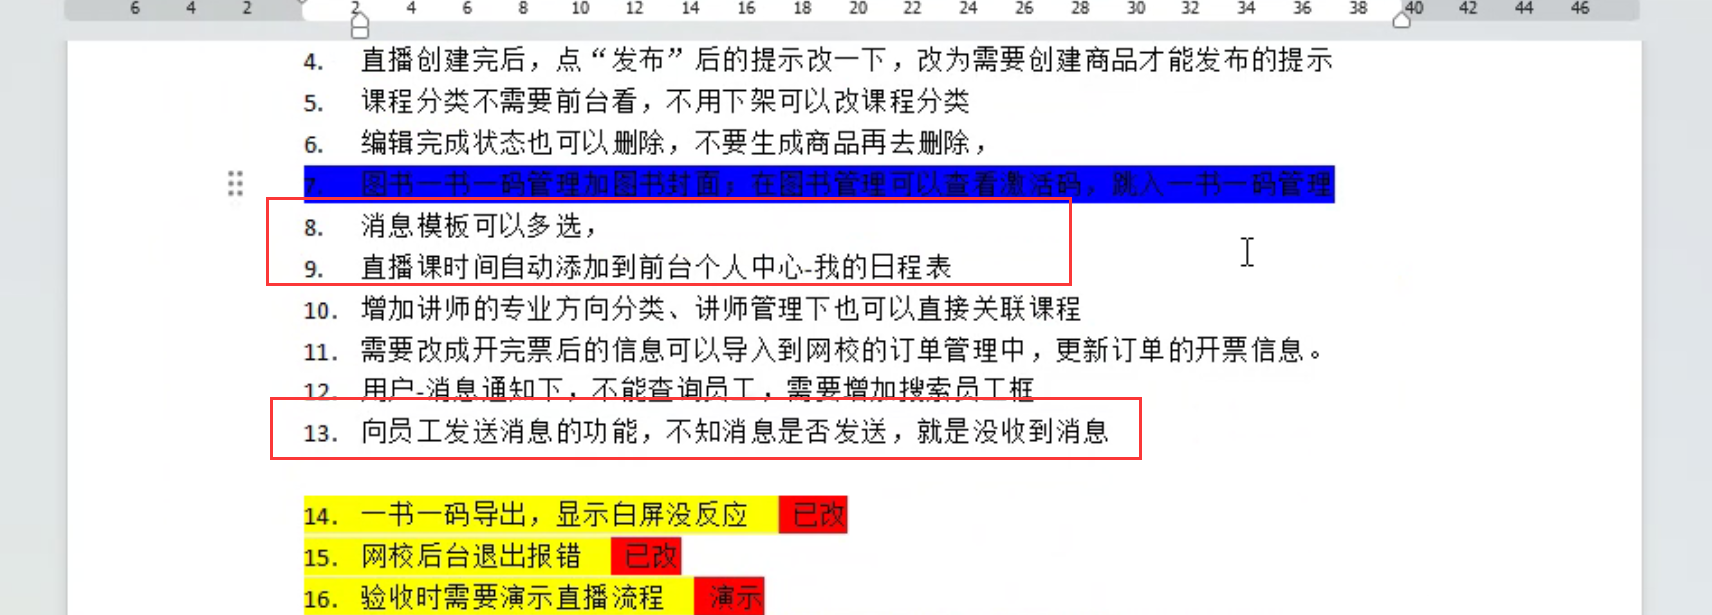 6 4 2 2 4 6 8 10 12 14 16 18 20 22 24 26 28 30 32 34 36 38 40 42 44 46
4. 直播创建完后，点“发布”后的提示改一下，改为需要创建商品才能发布的提示
5. 课程分类不需要前台看，不用下架可以改课程分类
6. 编辑完成状态也可以删除，不要生成商品再去删除，
7. 图书一书一码管理加图书封面；在图书管理可以查看激活码，跳入一书一码管理
8. 消息模板可以多选，
9. 直播课时间自动添加到前台个人中心-我的日程表
10. 增加讲师的专业方向分类、讲师管理下也可以直接关联课程
11. 需要改成开完票后的信息可以导入到网校的订单管理中，更新订单的开票信息。
12. 用户-消息通知下，不能查询员工，需要增加搜索员工框
13. 向员工发送消息的功能，不知消息是否发送，就是没收到消息
14. 一书一码导出，显示白屏没反应 已改
15. 网校后台退出报错 已改
16. 验收时需要演示直播流程 演示